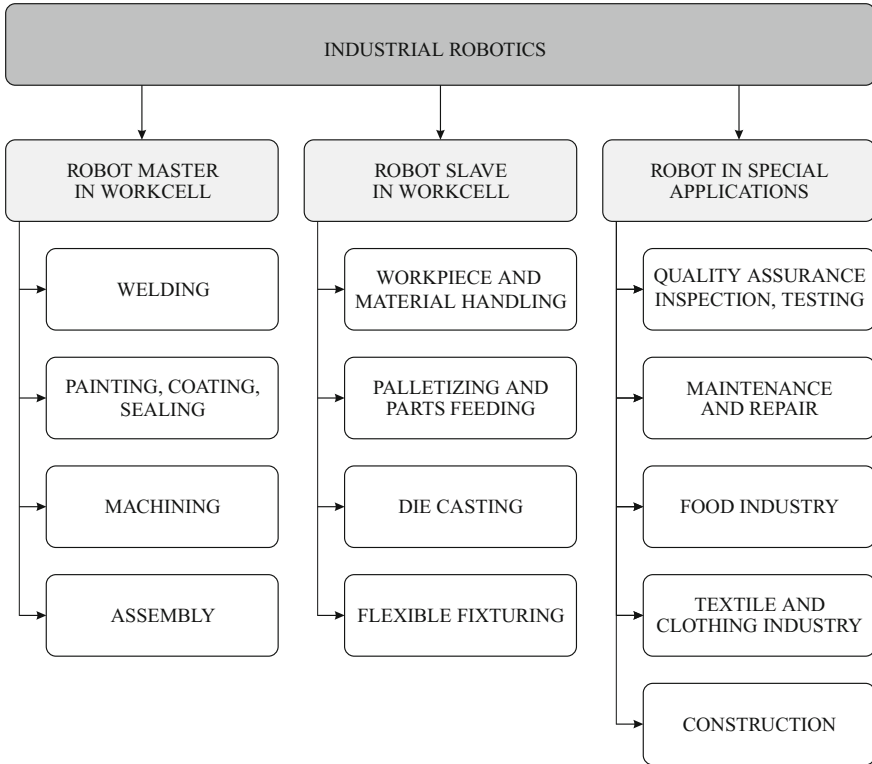 INDUSTRIAL ROBOTICS
ROBOT MASTER
IN WORKCELL
WELDING
PAINTING, COATING,
SEALING
MACHINING
ASSEMBLY
ROBOT SLAVE
IN WORKCELL
WORKPIECE AND
MATERIAL HANDLING
PALLETIZING AND
PARTS FEEDING
DIE CASTING
FLEXIBLE FIXTURING
ROBOT IN SPECIAL
APPLICATIONS
QUALITY ASSURANCE
INSPECTION, TESTING
MAINTENANCE
AND REPAIR
FOOD INDUSTRY
TEXTILE AND
CLOTHING INDUSTRY
CONSTRUCTION